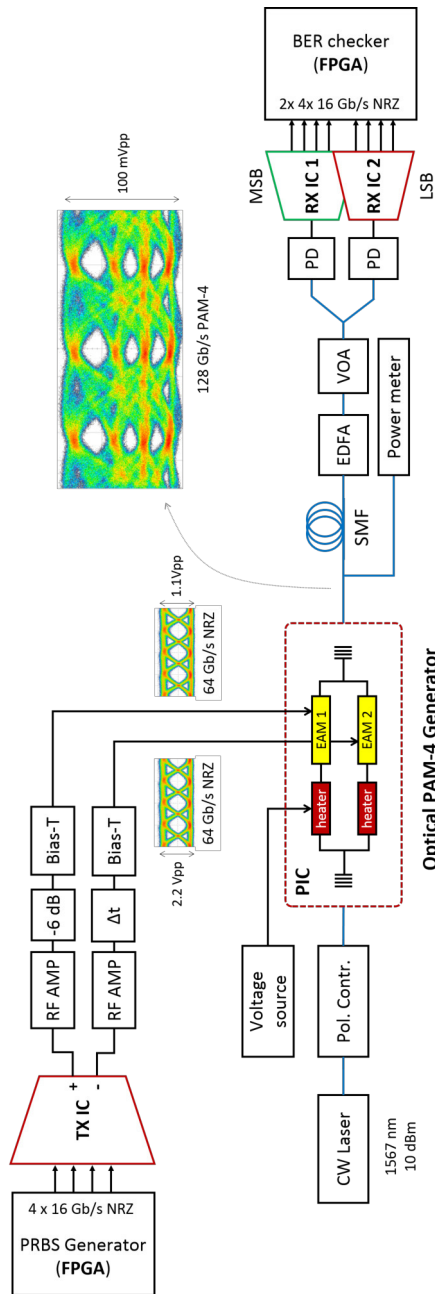 PRBS Generator
(FPGA)
4 x 16 Gb/s NRZ
TX IC
+
-
RF AMP
-6 dB
Bias-T
RF AMP
Δt
Bias-T
2.2 Vpp
64 Gb/s NRZ
1.1Vpp
64 Gb/s NRZ
100 mVpp
128 Gb/s PAM-4
CW Laser
1567 nm
10 dBm
Pol. Contr.
Voltage
source
PIC
heater
EAM 1
heater
EAM 2
Optical PAM-4 Generator
SMF
Power meter
EDFA
VOA
PD
PD
MSB
RX IC 1
RX IC 2
LSB
2x 4x 16 Gb/s NRZ
BER checker
(FPGA)